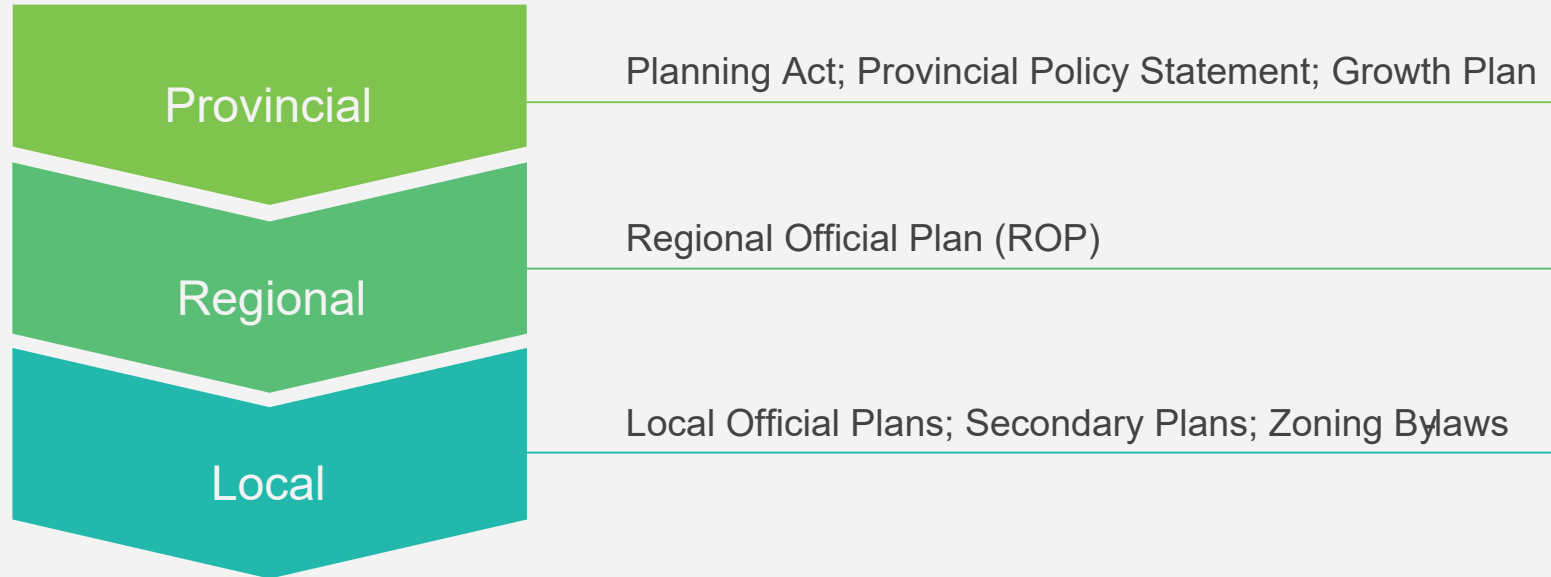 Provincial
Planning Act; Provincial Policy Statement; Growth Plan
Regional
Regional Official Plan (ROP)
Local
Local Official Plans; Secondary Plans; Zoning By-laws